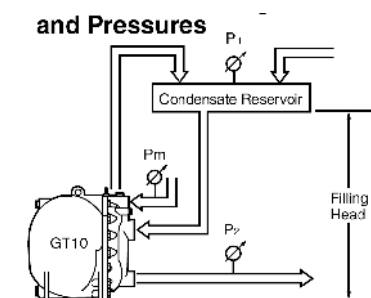 and Pressures
P1
Condensate Reservoir
Pm
Filling
Head
GT10
P2